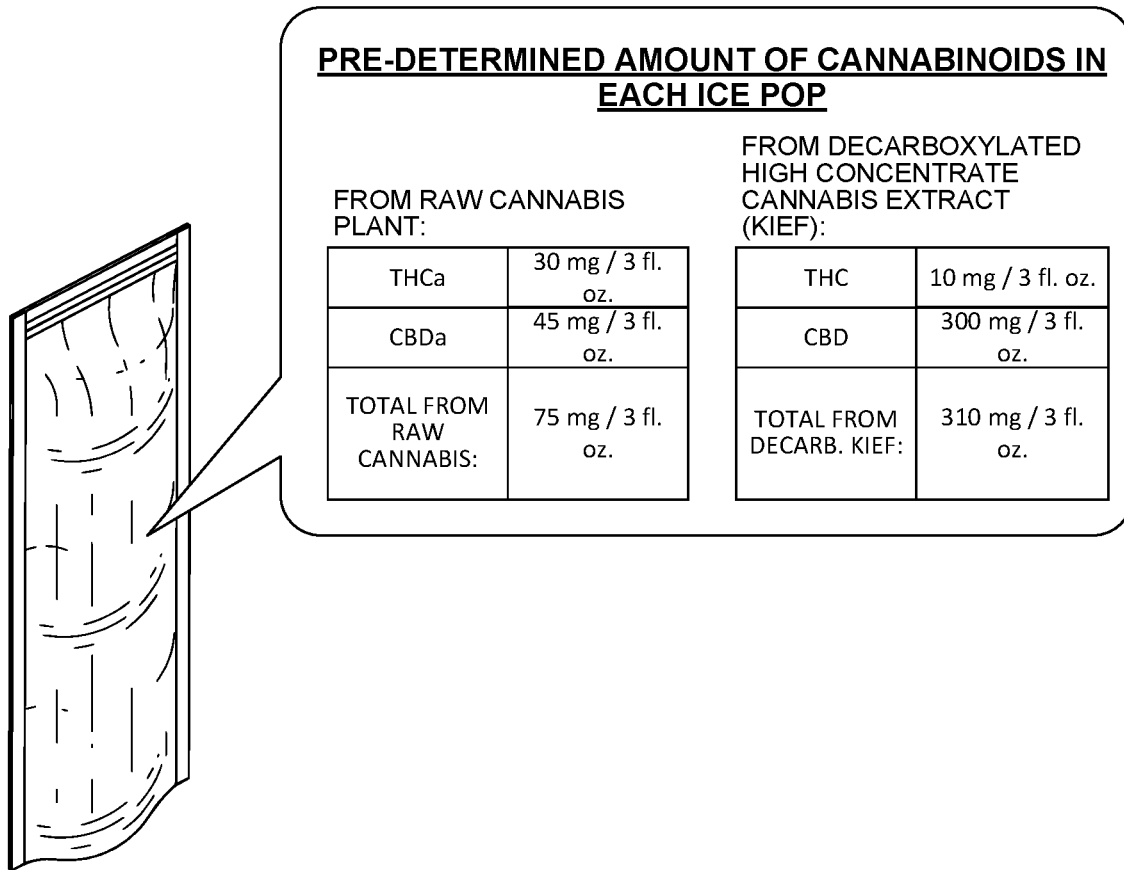 PRE-DETERMINED AMOUNT OF CANNABINOIDS IN
EACH ICE POP
FROM RAW CANNABIS
PLANT:
THCa
30 mg / 3 fl.
oz.
CBDa
45 mg / 3 fl.
oz.
TOTAL FROM
RAW
CANNABIS:
75 mg / 3 fl.
oz.
FROM DECARBOXYLATED
HIGH CONCENTRATE
CANNABIS EXTRACT
(KIEF):
THC
10 mg / 3 fl. oz.
CBD
300 mg / 3 fl.
oz.
TOTAL FROM
DECARB. KIEF:
310 mg / 3 fl.
oz.